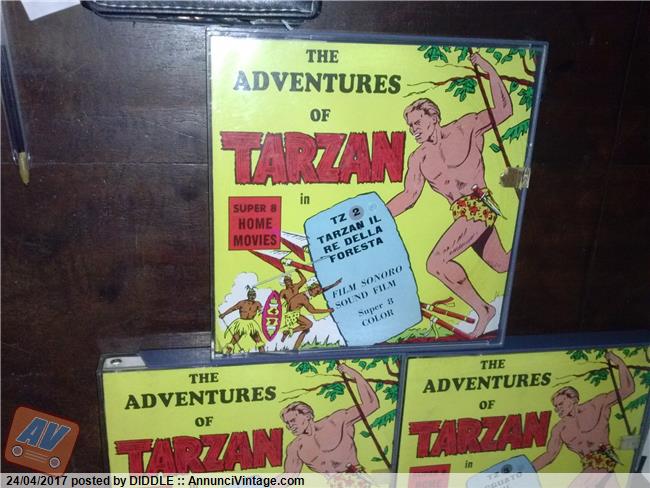 THE
ADVENTURES
OF
TARZAN
in
SUPER 8
HOME
MOVIES
TZ 2
TARZAN IL
RE DELLA
FORESTA
FILM SONORO
SOUND FILM
Super 8
COLOR
THE
ADVENTURES
OF
TARZAN
THE
ADVENTURES
OF
TARZAN
in
HOME
TZ
AV
24/04/2017 posted by DIDDLE :: AnnunciVintage.com